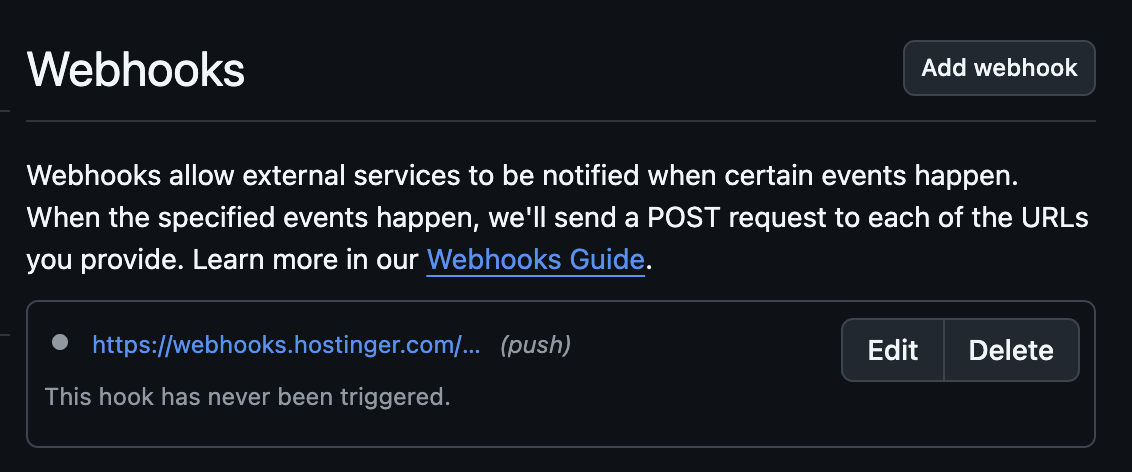 Webhooks
Add webhook
Webhooks allow external services to be notified when certain events happen.
When the specified events happen, we'll send a POST request to each of the URLs
you provide. Learn more in our Webhooks Guide.
https://webhooks.hostinger.com/... (push)
Edit
Delete
This hook has never been triggered.